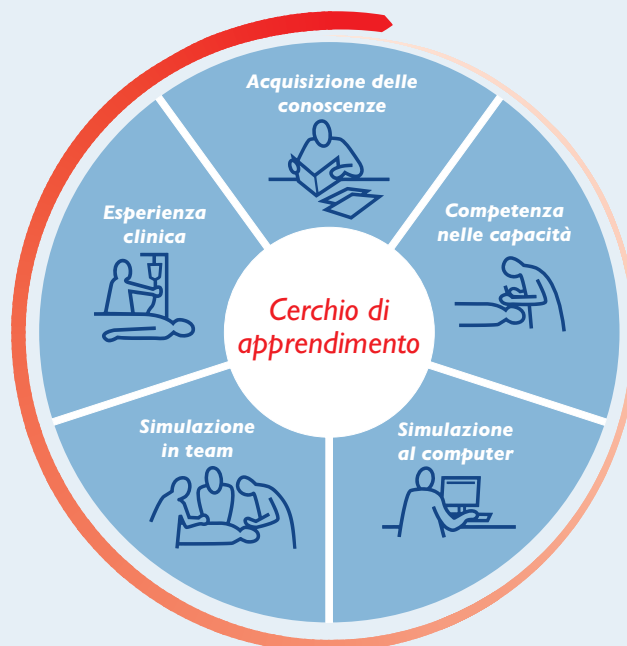 Acquisizione delle
conoscenze
Competenza
nelle capacità
Simulazione
al computer
Simulazione
in team
Esperienza
clinica
Cerchio di
apprendimento